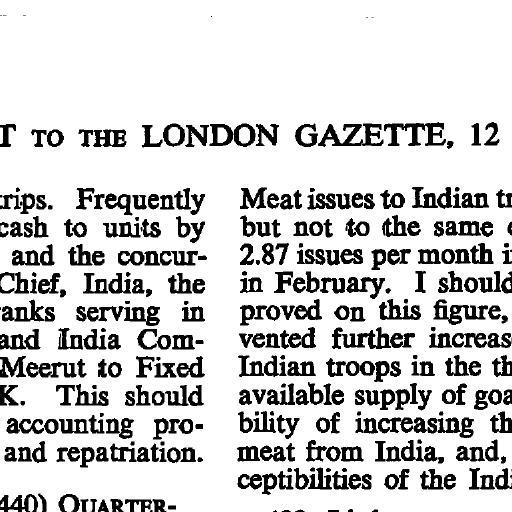 T TO THE LONDON GAZETTE, 12
trips. Frequently
cash to units by
and the concur-
Chief, India, the
ranks serving in
and India Com-
Meerut to Fixed
K. This should
accounting pro-
and repatriation.
440) QUARTER-
Meat issues to Indian tr
but not to the same
2.87 issues per month i
in February. I should
proved on this figure,
vented further increas
Indian troops in the th
available supply of goa
bility of increasing th
meat from India, and,
ceptibilities of the Indi